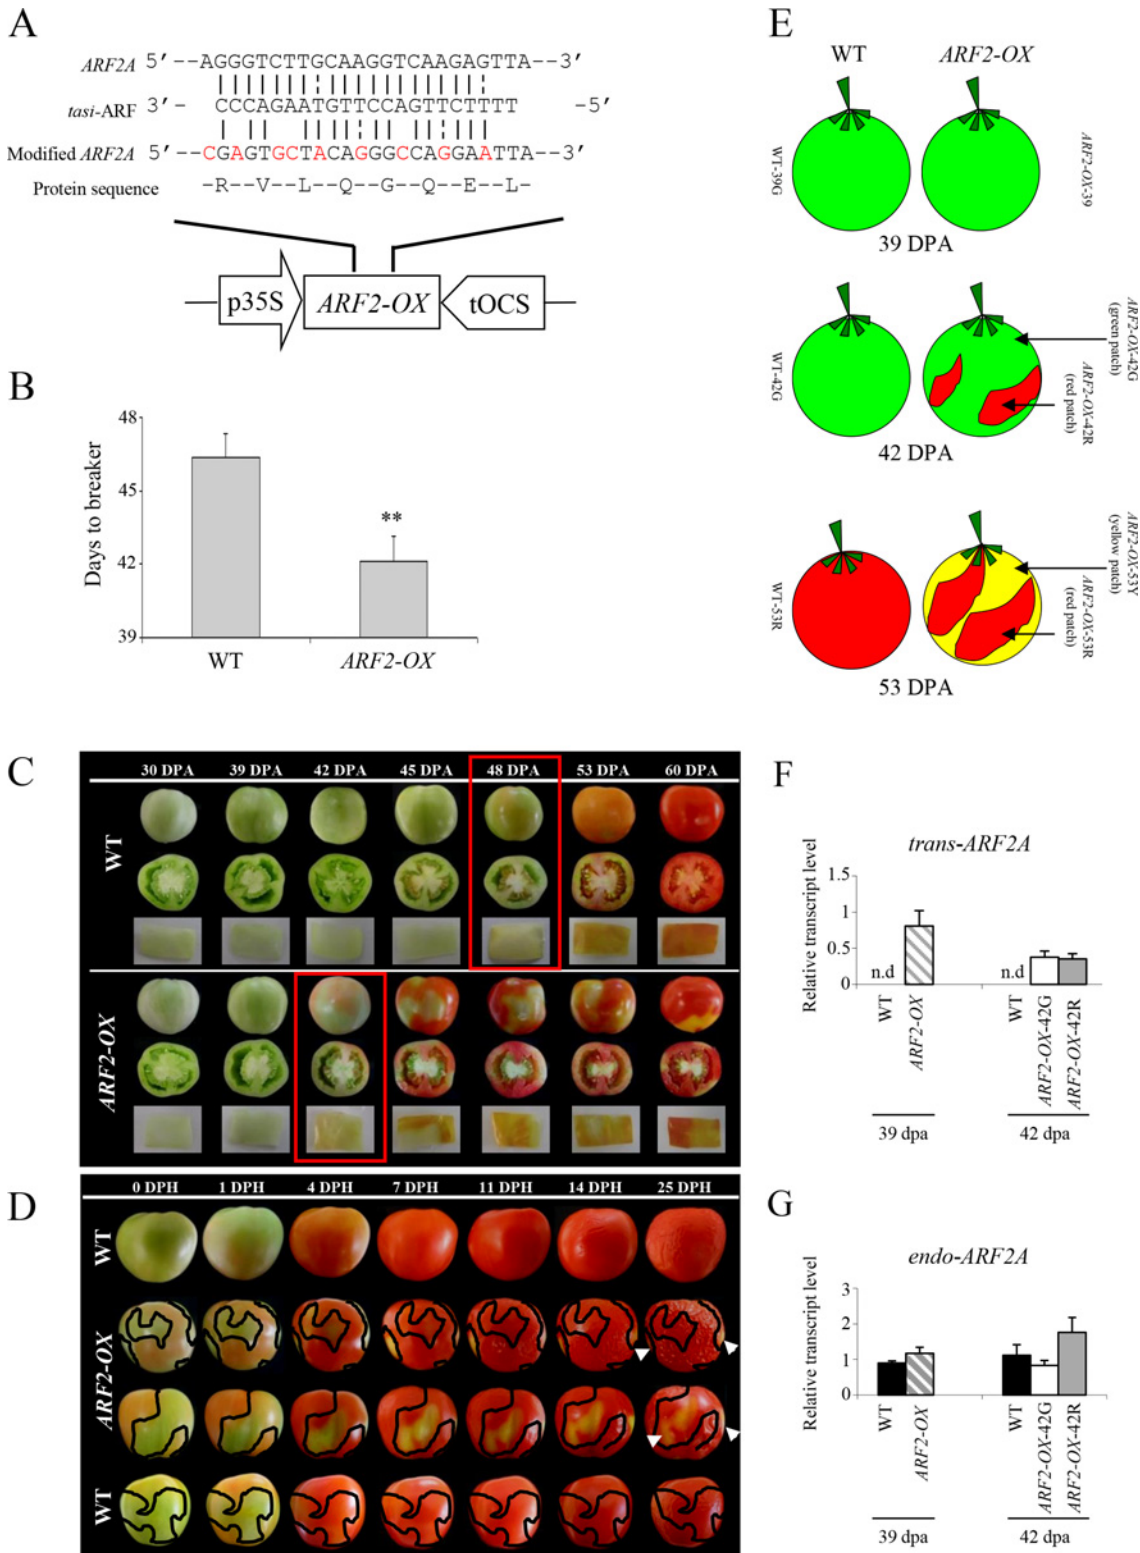 A
ARF2A 5′--AGGGTCTTGCAAGGTCAAGAGTTA--3′
tasi-ARF 3′- CCCAGAATGTTCCAGTTCTTTT -5′
Modified ARF2A 5′--CGAGTGCTACAGGGCCAGGAATTA--3′
Protein sequence -R--V--L--Q--G--Q--E--L-
p35S ARF2-OX tOCS
B
Days to breaker
48
45
42
39
**
WT ARF2-OX
C
30 DPA 39 DPA 42 DPA 45 DPA 48 DPA 53 DPA 60 DPA
WT
ARF2-OX
D
0 DPH 1 DPH 4 DPH 7 DPH 11 DPH 14 DPH 25 DPH
WT
ARF2-OX
WT
E
WT ARF2-OX
WT-39G
ARF2-OX-39
39 DPA
WT-42G
ARF2-OX-42G
(green patch)
ARF2-OX-42R
(red patch)
42 DPA
WT-53R
ARF2-OX-53Y
(yellow patch)
ARF2-OX-53R
(red patch)
53 DPA
F
trans-ARF2A
Relative transcript level
1.5
1
0.5
0
n.d
n.d
WT
ARF2-OX
WT
ARF2-OX-42G
ARF2-OX-42R
39 dpa 42 dpa
G
endo-ARF2A
Relative transcript level
3
2
1
0
WT
ARF2-OX
WT
ARF2-OX-42G
ARF2-OX-42R
39 dpa 42 dpa